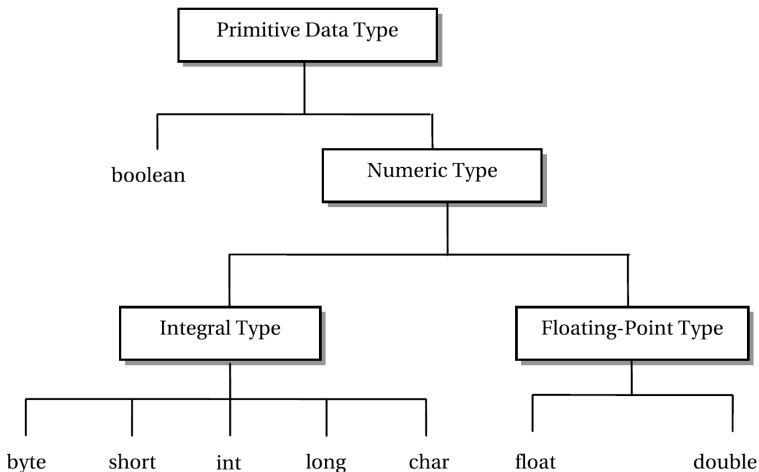 Primitive Data Type
boolean
Numeric Type
Integral Type
Floating-Point Type
byte short int long char float double